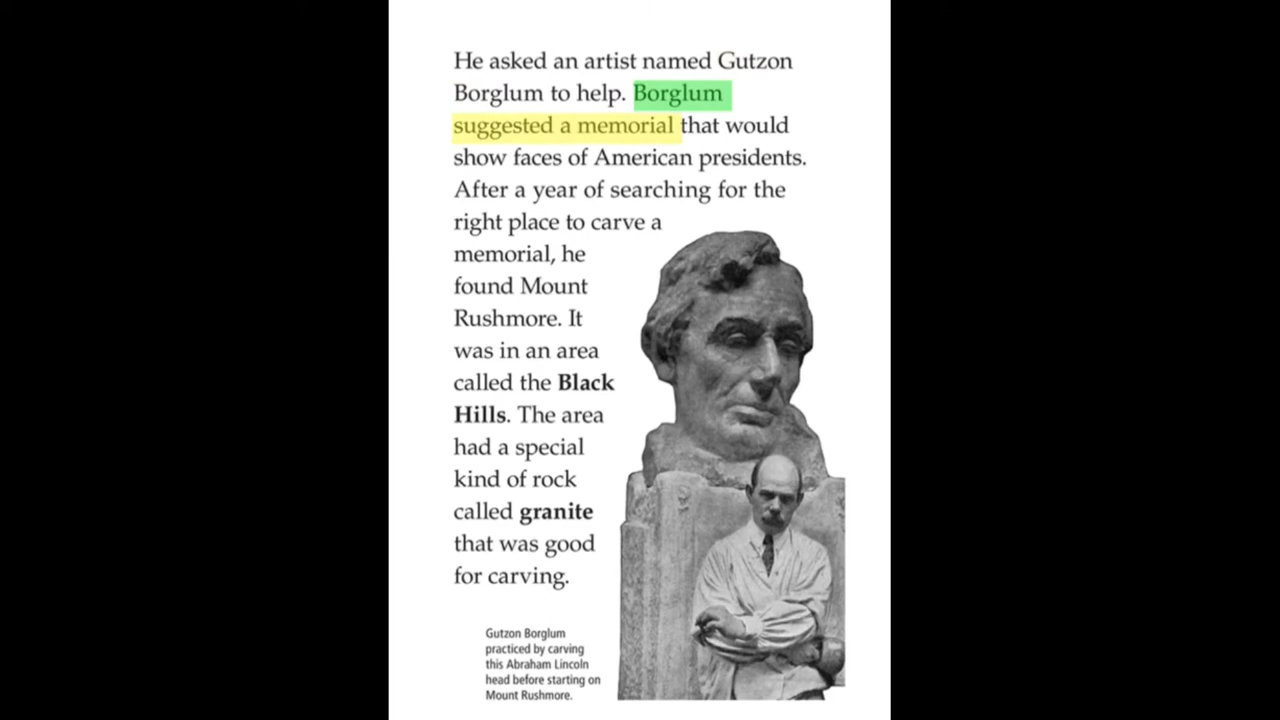 He asked an artist named Gutzon
Borglum to help. Borglum
suggested a memorial that would
show faces of American presidents.
After a year of searching for the
right place to carve a
memorial, he
found Mount
Rushmore. It
was in an area
called the Black
Hills. The area
had a special
kind of rock
called granite
that was good
for carving.
Gutzon Borglum
practiced by carving
this Abraham Lincoln
head before starting on
Mount Rushmore.